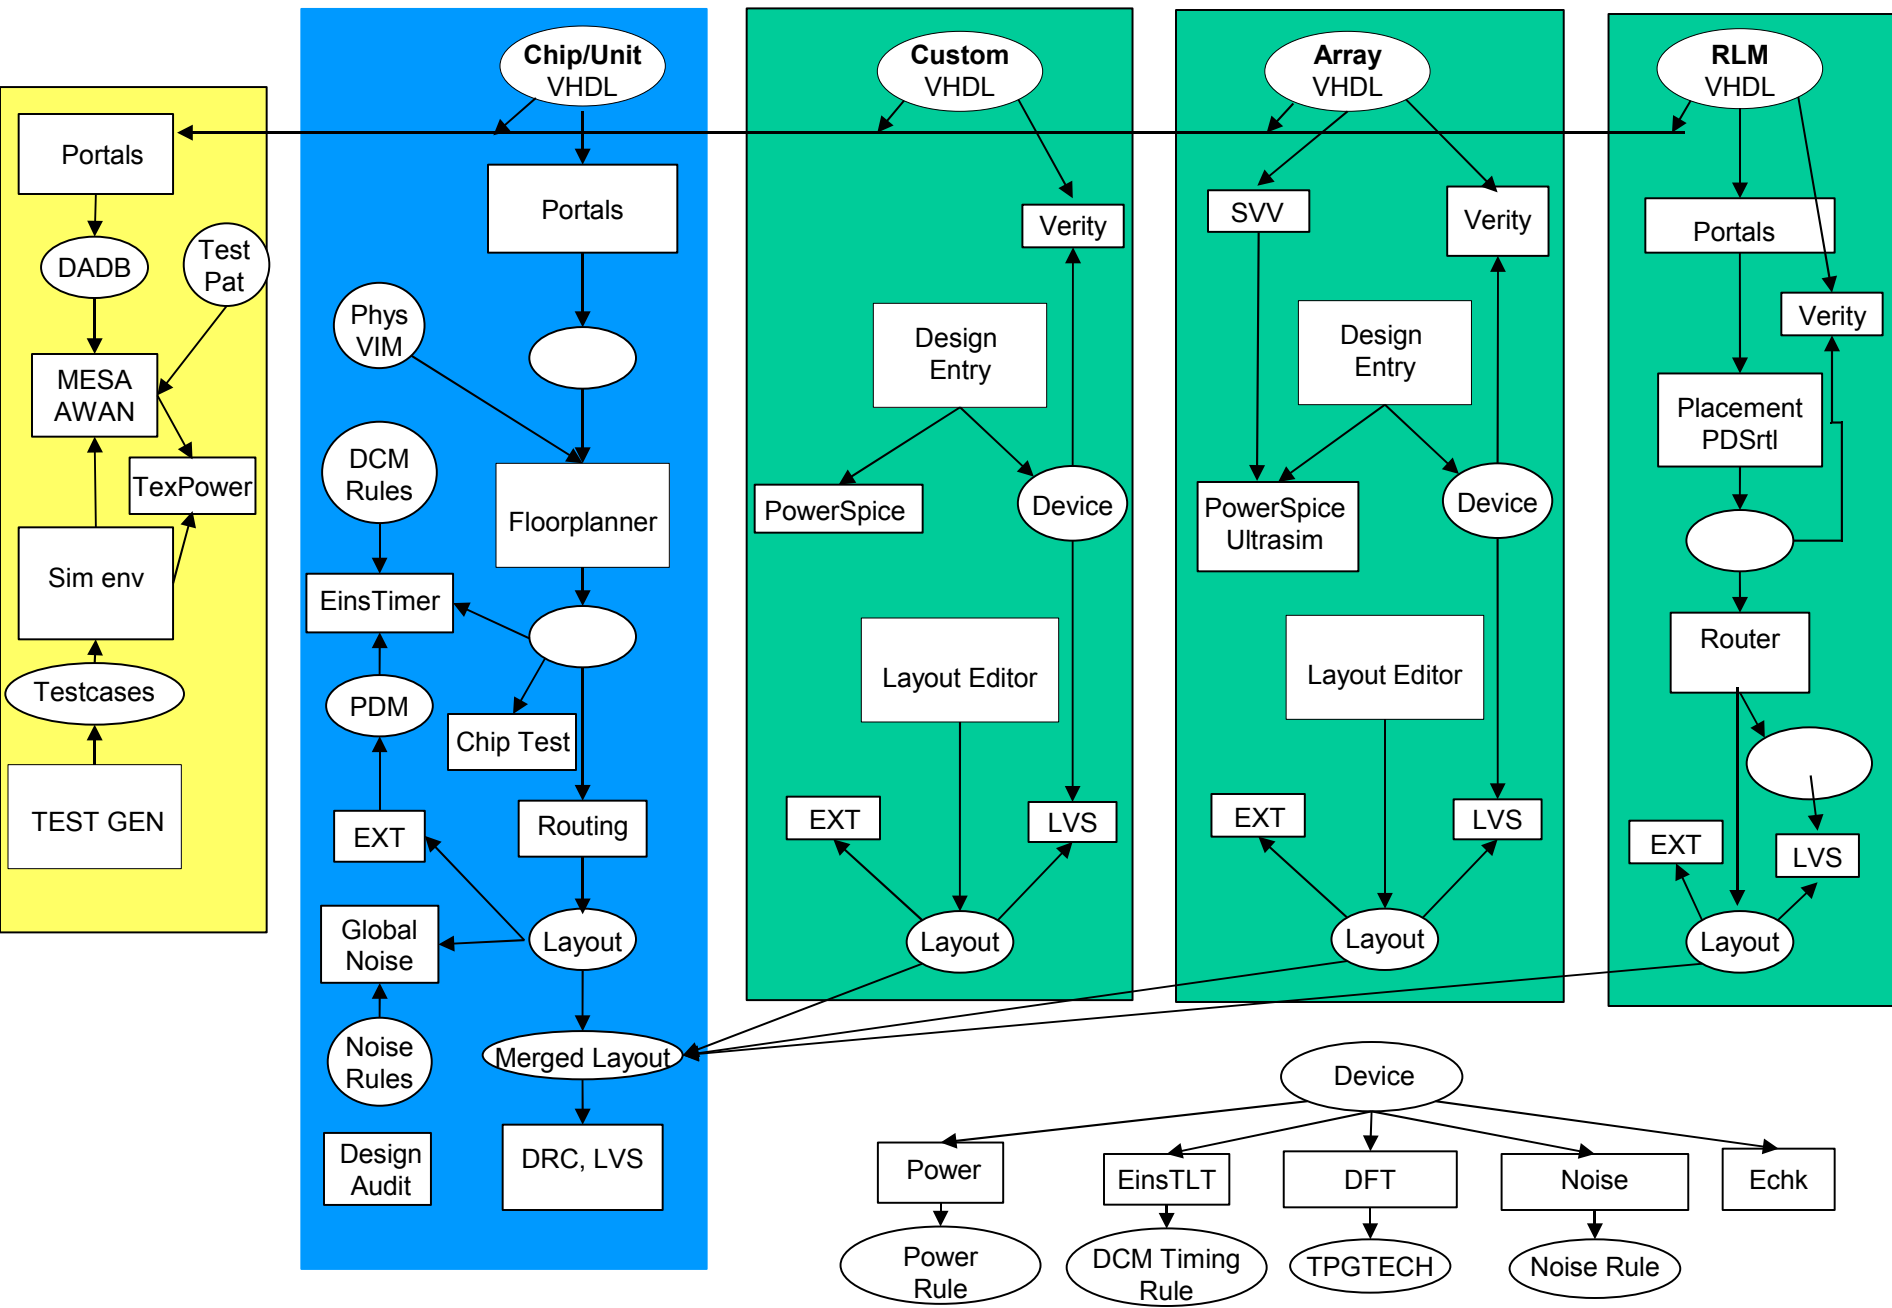 Portals
DADB
Test
Pat
MESA
AWAN
TexPower
Sim env
Testcases
TEST GEN
Chip/Unit
VHDL
Portals
Phys
VIM
DCM
Rules
Floorplanner
EinsTimer
PDM
Chip Test
EXT
Routing
Global
Noise
Layout
Noise
Rules
Merged Layout
Design
Audit
DRC, LVS
Custom
VHDL
Verity
Design
Entry
PowerSpice
Device
Layout Editor
EXT
LVS
Layout
Array
VHDL
SVV
Verity
Design
Entry
PowerSpice
Ultrasim
Device
Layout Editor
EXT
LVS
Layout
RLM
VHDL
Portals
Verity
Placement
PDSrtl
Router
EXT
LVS
Layout
Device
Power
EinsTLT
DFT
Noise
Echk
Power
Rule
DCM Timing
Rule
TPGTECH
Noise Rule